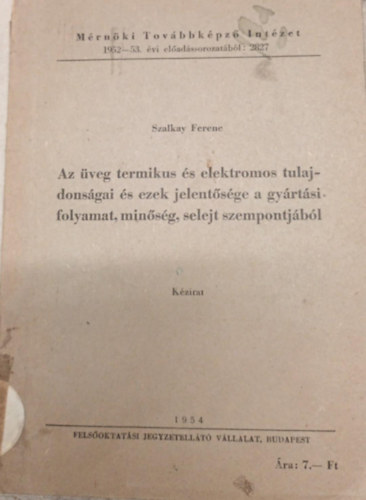 Mérnöki Továbbképző Intézet
1952—53. évi előadássorozatából: 2827
Szalkay Ferenc
Az üveg termikus és elektromos tulaj-
donságai és ezek jelentősége a gyártási
folyamat, minőség, selejt szempontjából
Kézirat
1954
FELSŐOKTATÁSI JEGYZETELLÁTÓ VÁLLALAT, BUDAPEST
Ára: 7.— Ft